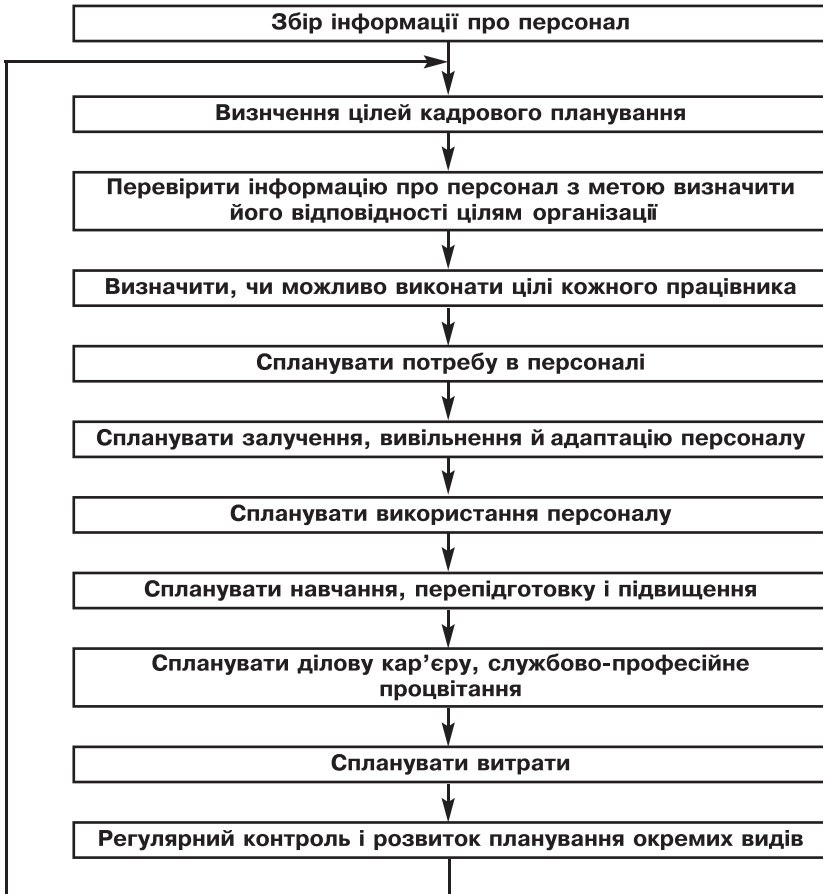 Збір інформації про персонал
Визнчення цілей кадрового планування
Перевірити інформацію про персонал з метою визначити
його відповідності цілям організації
Визначити, чи можливо виконати цілі кожного працівника
Спланувати потребу в персоналі
Спланувати залучення, вивільнення й адаптацію персоналу
Спланувати використання персоналу
Спланувати навчання, перепідготовку і підвищення
Спланувати ділову кар’єру, службово-професійне
процвітання
Спланувати витрати
Регулярний контроль і розвиток планування окремих видів